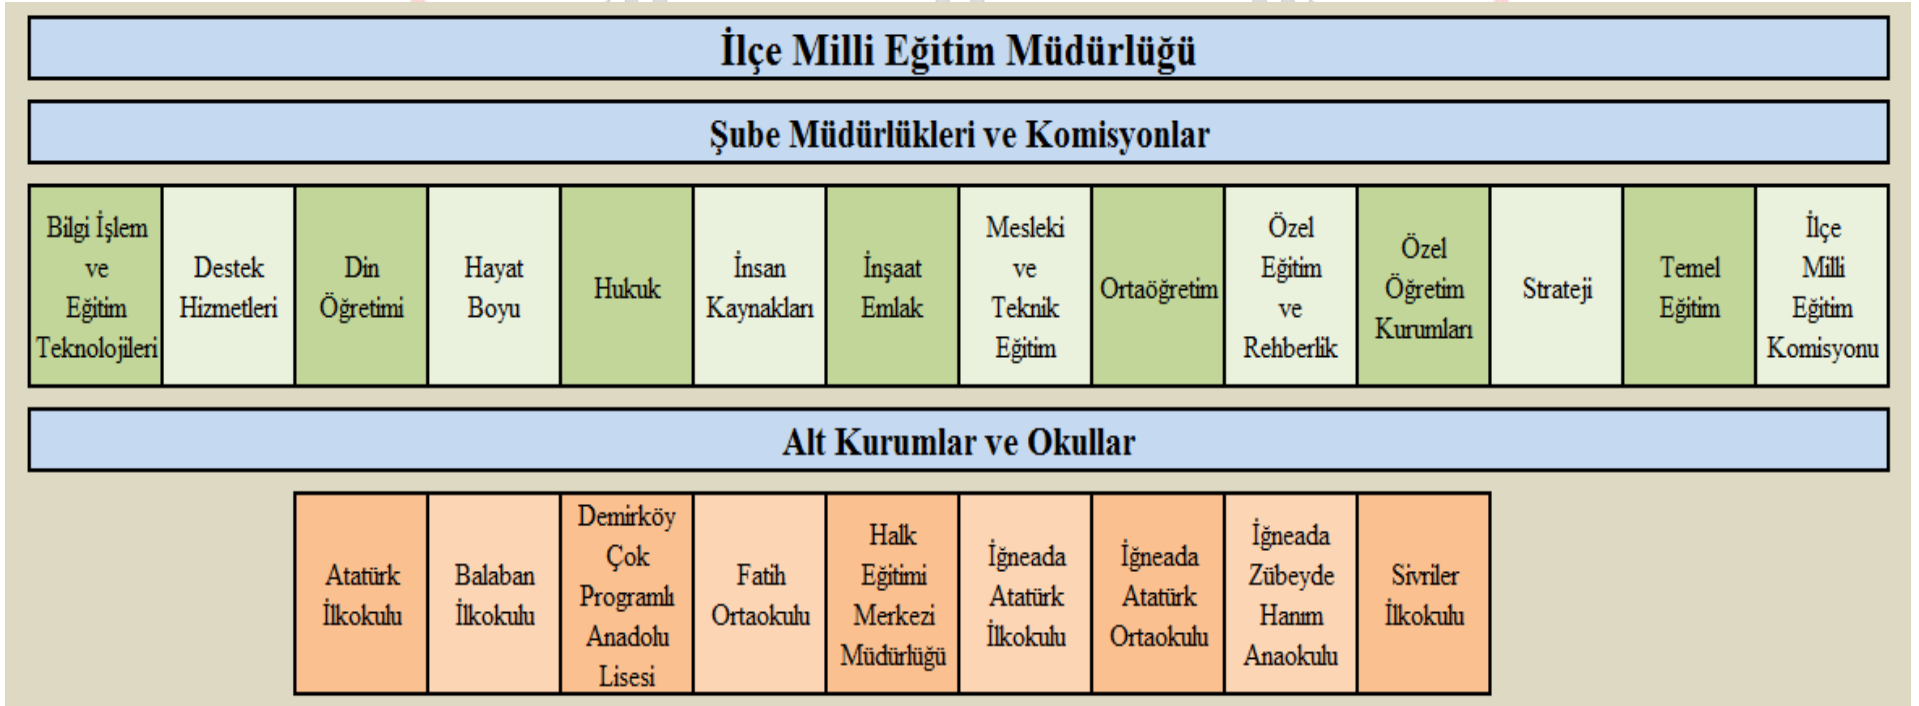 İlçe Milli Eğitim Müdürlüğü
Şube Müdürlükleri ve Komisyonlar
Bilgi İşlem
ve
Eğitim
Teknolojileri
Destek
Hizmetleri
Din
Öğretimi
Hayat
Boyu
Hukuk
İnsan
Kaynakları
İnşaat
Emlak
Mesleki
ve
Teknik
Eğitim
Ortaöğretim
Özel
Eğitim
ve
Rehberlik
Özel
Öğretim
Kurumları
Strateji
Temel
Eğitim
İlçe
Milli
Eğitim
Komisyonu
Alt Kurumlar ve Okullar
Atatürk
İlkokulu
Balaban
İlkokulu
Demirköy
Çok
Programlı
Anadolu
Lisesi
Fatih
Ortaokulu
Halk
Eğitimi
Merkezi
Müdürlüğü
İğneada
Atatürk
İlkokulu
İğneada
Atatürk
Ortaokulu
İğneada
Zübeyde
Hanım
Anaokulu
Sivriler
İlkokulu